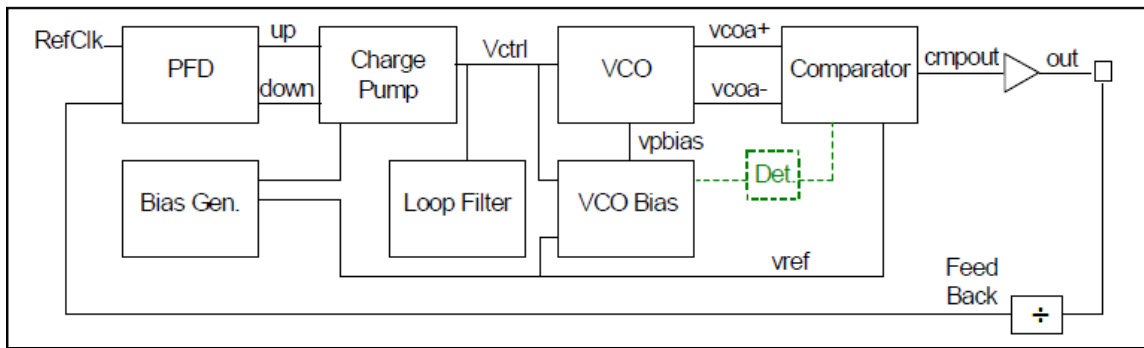 RefClk
PFD
up
down
Charge
Pump
Vctrl
VCO
vcoa+
vcoa-
Comparator
cmpout
out
vpbias
Bias Gen.
Loop Filter
VCO Bias
Det.
vref
Feed
Back
÷